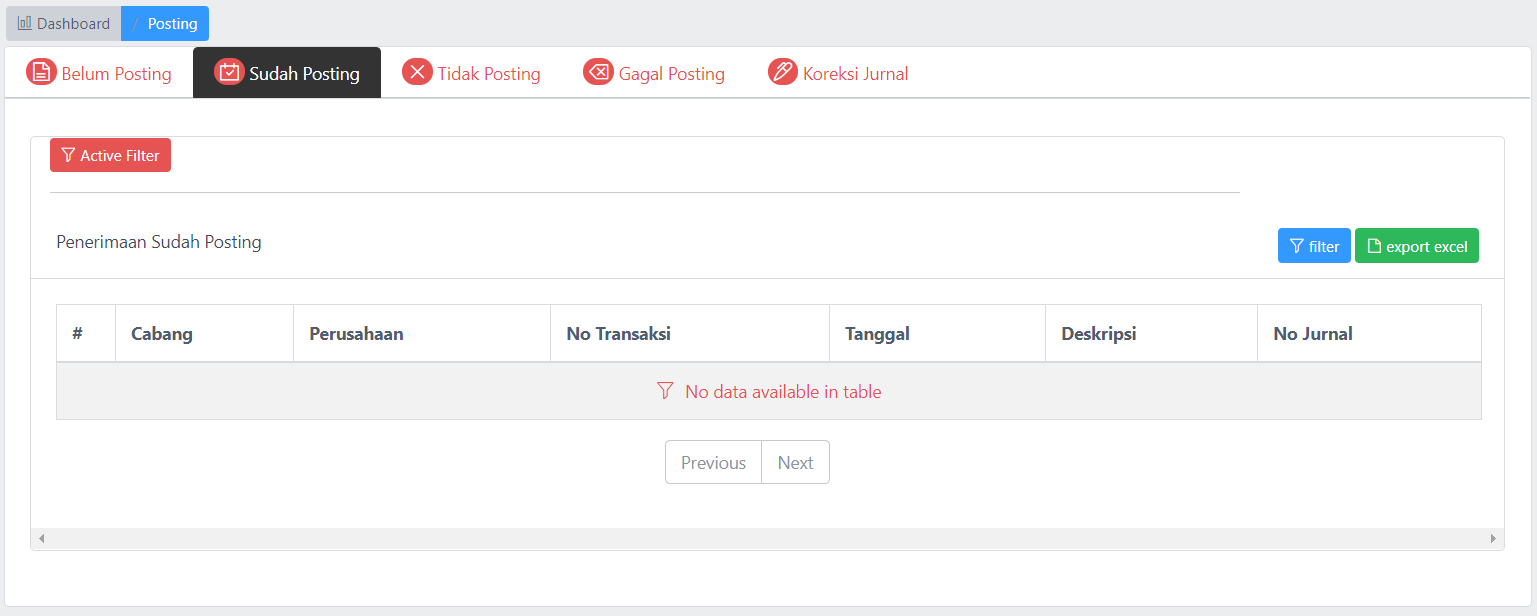 Dashboard / Posting
Belum Posting Sudah Posting Tidak Posting Gagal Posting Koreksi Jurnal
Active Filter
Penerimaan Sudah Posting
filter export excel
# Cabang Perusahaan No Transaksi Tanggal Deskripsi No Jurnal
No data available in table
Previous Next